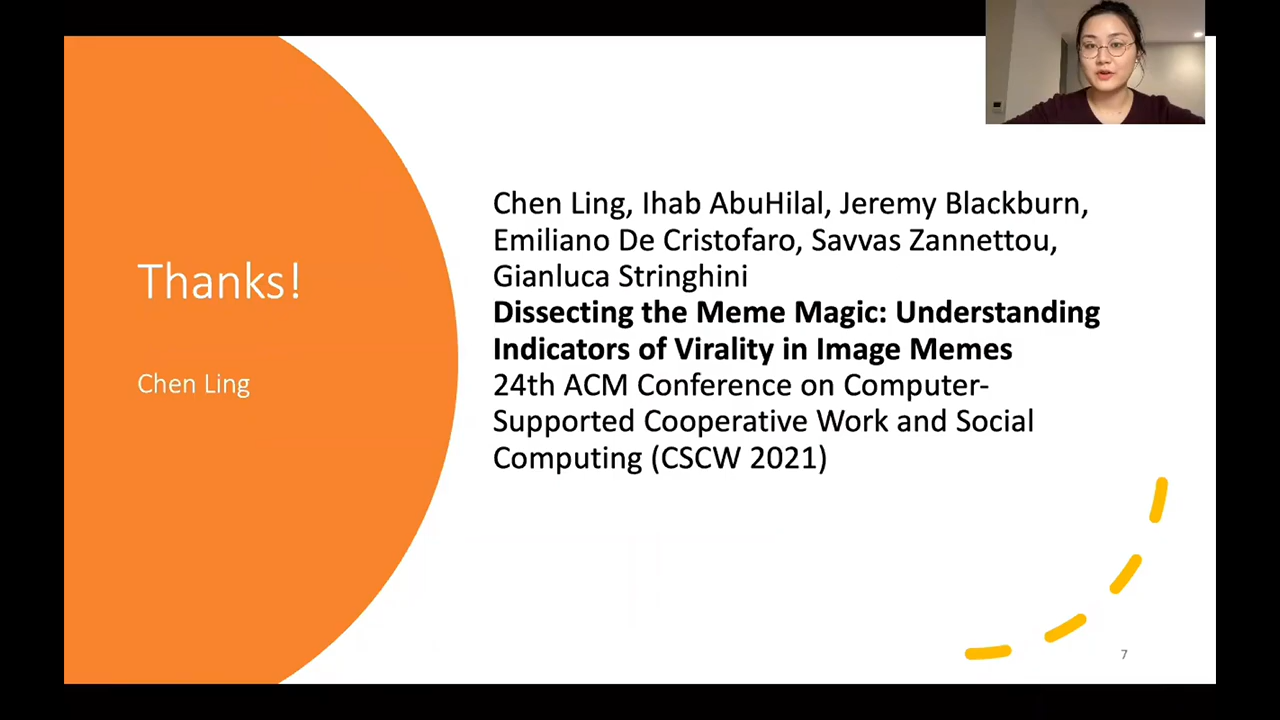 Thanks!
Chen Ling
Chen Ling, Ihab AbuHilal, Jeremy Blackburn,
Emiliano De Cristofaro, Savvas Zannettou,
Gianluca Stringhini
Dissecting the Meme Magic: Understanding
Indicators of Virality in Image Memes
24th ACM Conference on Computer-
Supported Cooperative Work and Social
Computing (CSCW 2021)
7